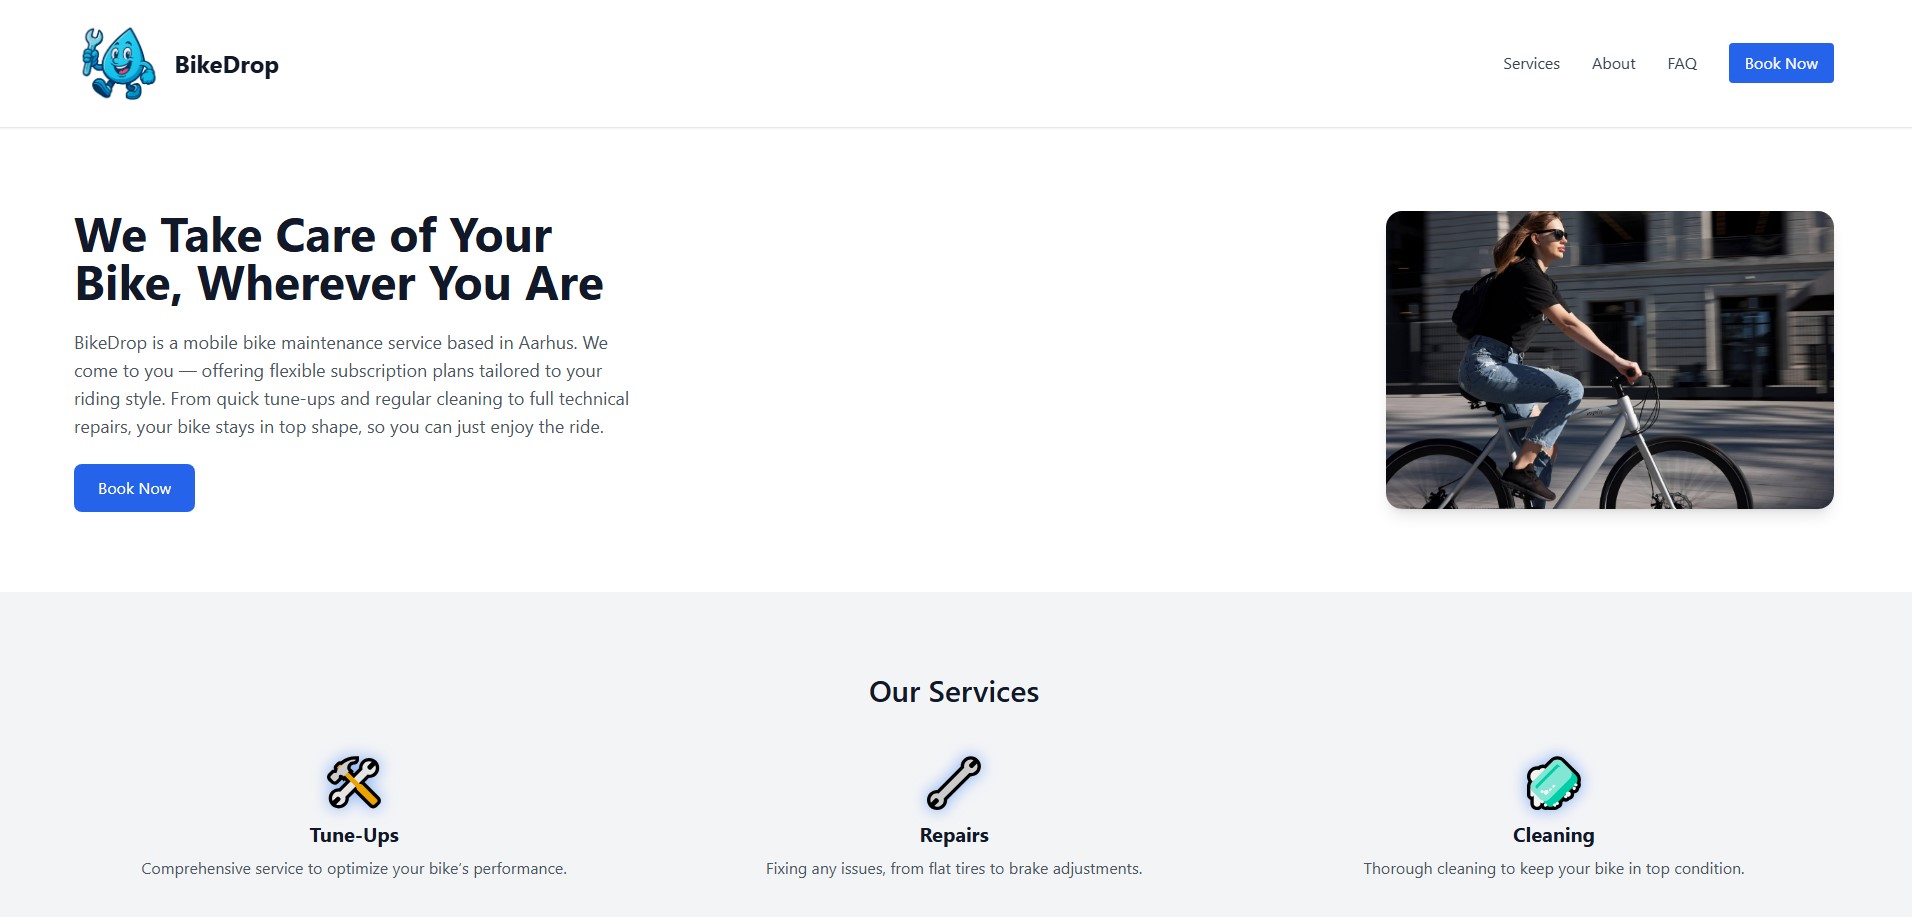 BikeDrop
Services
About
FAQ
Book Now
We Take Care of Your
Bike, Wherever You Are
BikeDrop is a mobile bike maintenance service based in Aarhus. We
come to you — offering flexible subscription plans tailored to your
riding style. From quick tune-ups and regular cleaning to full technical
repairs, your bike stays in top shape, so you can just enjoy the ride.
Book Now
Our Services
Tune-Ups
Comprehensive service to optimize your bike’s performance.
Repairs
Fixing any issues, from flat tires to brake adjustments.
Cleaning
Thorough cleaning to keep your bike in top condition.